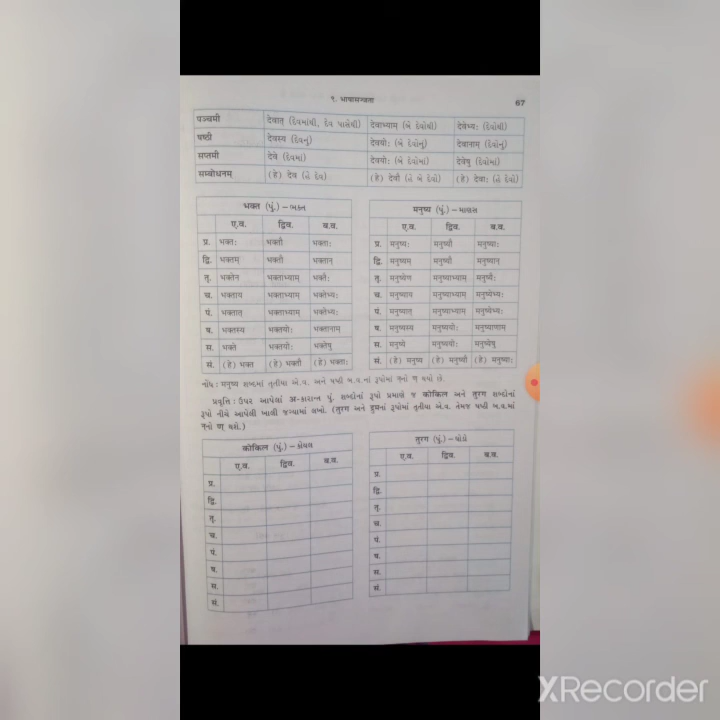 १. भाषासज्जता
67
पञ्चमी देवात् (દેવમાંથી, દેવ પાસેથી) देवाभ्याम् (બે દેવોથી) देवेभ्यः (દેવોથી)
षष्ठी देवस्य (દેવનું) देवयोः (બે દેવોનું) देवानाम् (દેવોનું)
सप्तमी देवे (દેવમાં) देवयोः (બે દેવોમાં) देवेषु (દેવોમાં)
सम्बोधनम् (हे) देव (હે દેવ) (हे) देवौ (હે બે દેવો) (हे) देवाः (હે દેવો)
भक्त (पुं.) – ભક્ત
ए.व. द्विव. ब.व.
प्र. भक्तः भक्तौ भक्ताः
द्वि. भक्तम् भक्तौ भक्तान्
तृ. भक्तेन भक्ताभ्याम् भक्तैः
च. भक्ताय भक्ताभ्याम् भक्तेभ्यः
पं. भक्तात् भक्ताभ्याम् भक्तेभ्यः
ष. भक्तस्य भक्तयोः भक्तानाम्
स. भक्ते भक्तयोः भक्तेषु
सं. (हे) भक्त (हे) भक्तौ (हे) भक्ताः
मनुष्य (पुं.) – માણસ
ए.व. द्विव. ब.व.
प्र. मनुष्यः मनुष्यौ मनुष्याः
द्वि. मनुष्यम् मनुष्यौ मनुष्यान्
तृ. मनुष्येण मनुष्याभ्याम् मनुष्यैः
च. मनुष्याय मनुष्याभ्याम् मनुष्येभ्यः
पं. मनुष्यात् मनुष्याभ्याम् मनुष्येभ्यः
ष. मनुष्यस्य मनुष्ययोः मनुष्याणाम्
स. मनुष्ये मनुष्ययोः मनुष्येषु
सं. (हे) मनुष्य (हे) मनुष्यौ (हे) मनुष्याः
નોંધ : मनुष्य શબ્દમાં તૃતીયા એ.વ. અને ષષ્ઠી બ.વ.નાં રૂપોમાં न्નો ण् થયો છે.
પ્રવૃત્તિ : ઉપર આપેલાં अ-કારાન્ત પું. શબ્દોનાં રૂપો પ્રમાણે જ कोकिल અને तुरग શબ્દોનાં
રૂપો નીચે આપેલી ખાલી જગ્યામાં લખો. (तुरग અને રૂપોમાં તૃતીયા એ.વ. તેમજ ષષ્ઠી બ.વ.માં
न्નો ण् થશે.)
कोकिल (पुं.) – કોયલ
ए.व. द्विव. ब.व.
प्र.
द्वि.
तृ.
च.
पं.
ष.
स.
सं.
तुरग (पुं.) – ઘોડો
ए.व. द्विव. ब.व.
प्र.
द्वि.
तृ.
च.
पं.
ष.
स.
सं.
XRecorder